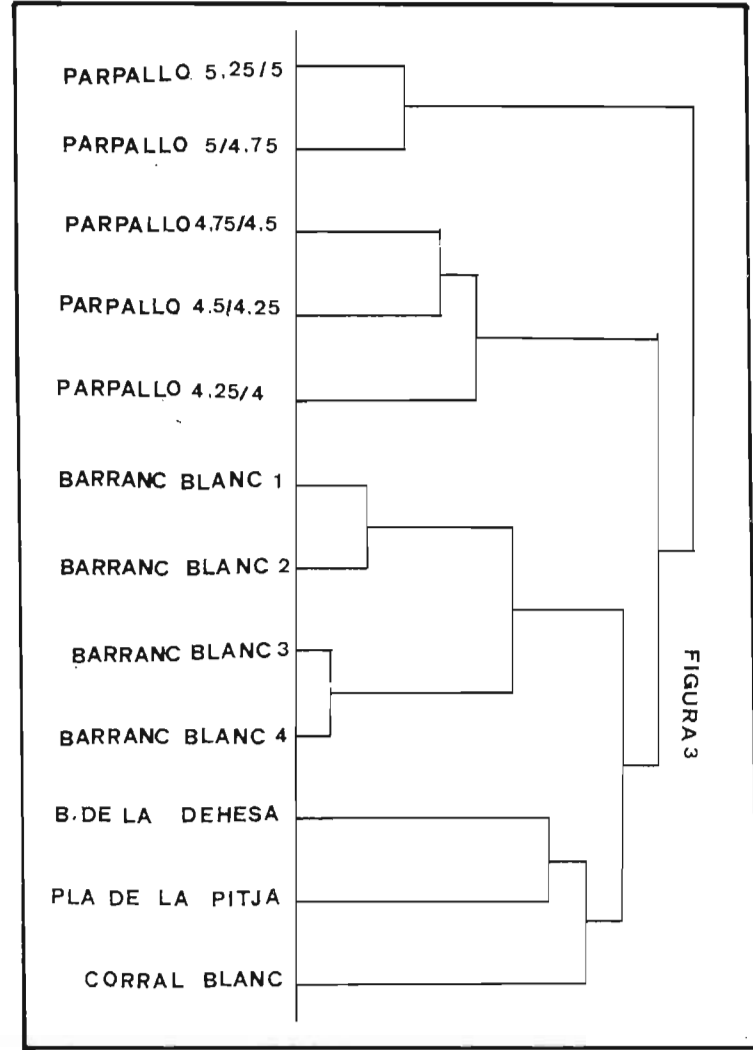 PARPALLO 5.25/5
PARPALLO 5/4.75
PARPALLO 4.75/4.5
PARPALLO 4.5/4.25
PARPALLO 4.25/4
BARRANC BLANC 1
BARRANC BLANC 2
BARRANC BLANC 3
BARRANC BLANC 4
B. DE LA DEHESA
PLA DE LA PITJA
CORRAL BLANC
FIGURA 3